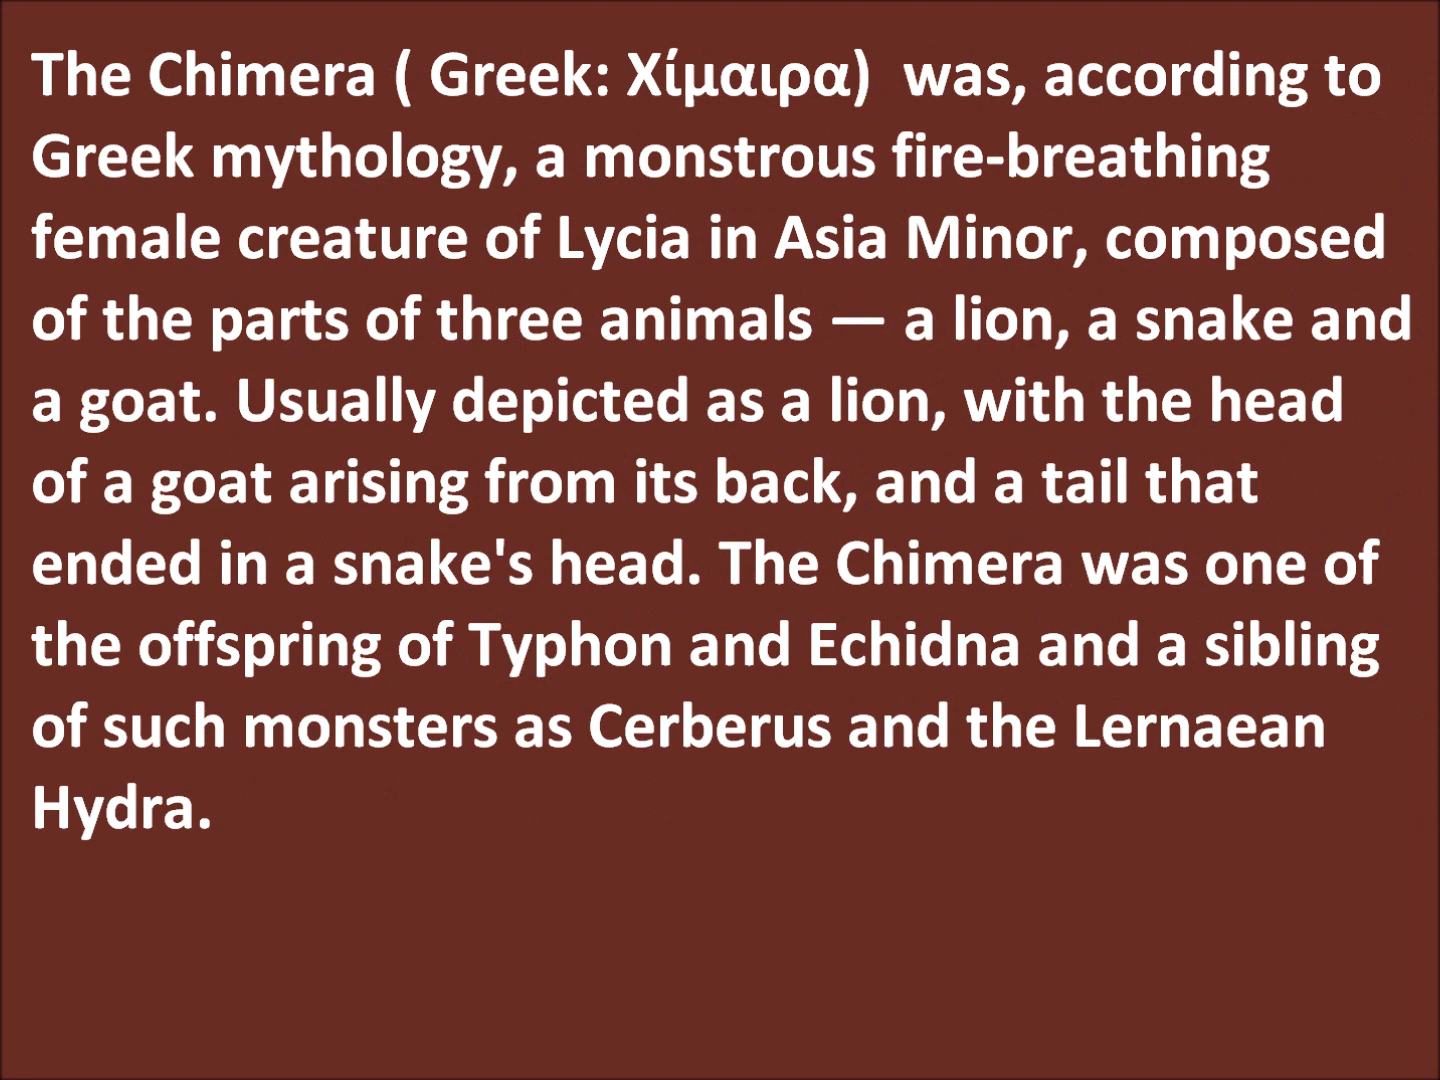 The Chimera ( Greek: Χίμαιρα)  was, according to
Greek mythology, a monstrous fire-breathing
female creature of Lycia in Asia Minor, composed
of the parts of three animals — a lion, a snake and
a goat. Usually depicted as a lion, with the head
of a goat arising from its back, and a tail that
ended in a snake's head. The Chimera was one of
the offspring of Typhon and Echidna and a sibling
of such monsters as Cerberus and the Lernaean
Hydra.